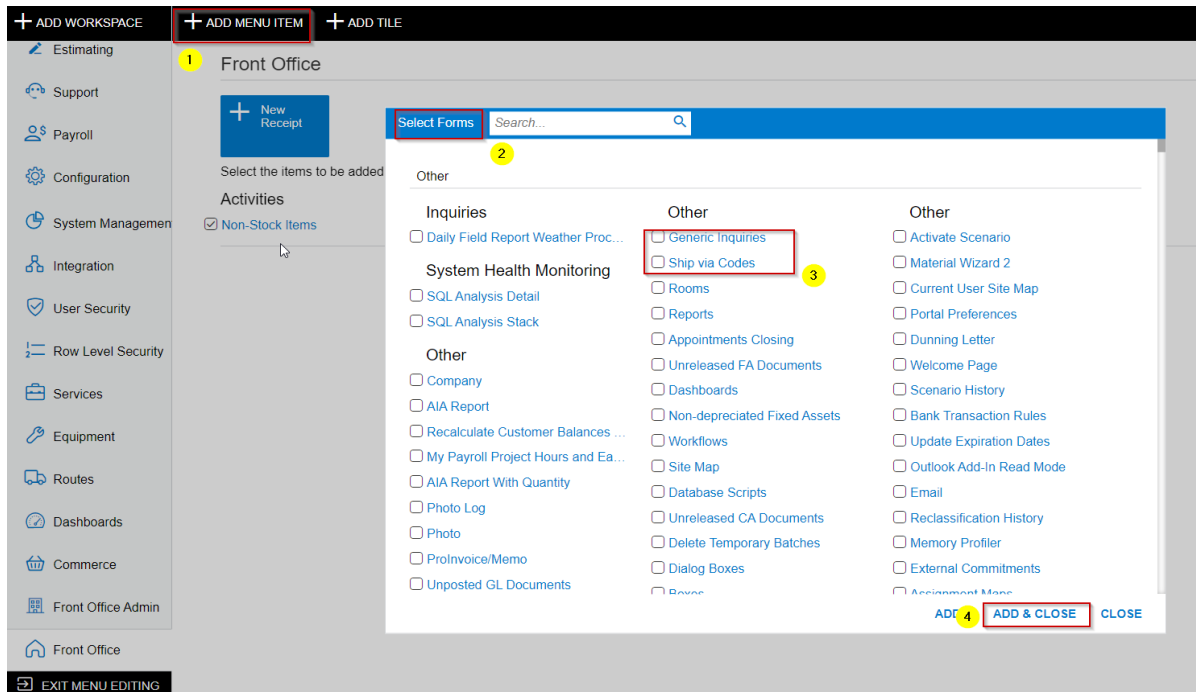 ADD WORKSPACE
ADD MENU ITEM
ADD TILE
Estimating
Support
Payroll
Configuration
System Managemen
Integration
User Security
Row Level Security
Services
Equipment
Routes
Dashboards
Commerce
Front Office Admin
Front Office
EXIT MENU EDITING
1
Front Office
New
Receipt
Select the items to be added
Activities
Non-Stock Items
Select Forms
Search...
2
Other
Inquiries
Daily Field Report Weather Proc...
System Health Monitoring
SQL Analysis Detail
SQL Analysis Stack
Other
Company
AIA Report
Recalculate Customer Balances ...
My Payroll Project Hours and Ea...
AIA Report With Quantity
Photo Log
Photo
ProInvoice/Memo
Unposted GL Documents
Other
Generic Inquiries
Ship via Codes
3
Rooms
Reports
Appointments Closing
Unreleased FA Documents
Dashboards
Non-depreciated Fixed Assets
Workflows
Site Map
Database Scripts
Unreleased CA Documents
Delete Temporary Batches
Dialog Boxes
Boxes
Other
Activate Scenario
Material Wizard 2
Current User Site Map
Portal Preferences
Dunning Letter
Welcome Page
Scenario History
Bank Transaction Rules
Update Expiration Dates
Outlook Add-In Read Mode
Email
Reclassification History
Memory Profiler
External Commitments
Assignment Maps
ADD
4
ADD & CLOSE
CLOSE